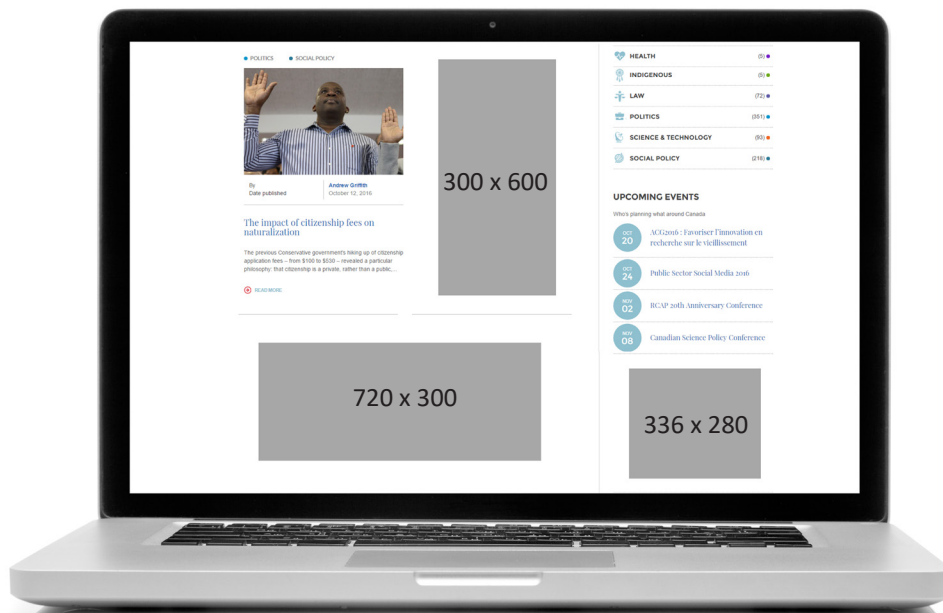 POLITICS SOCIAL POLICY
By Andrew Griffith
Date published October 12, 2016
The impact of citizenship fees on
naturalization
The previous Conservative government's hiking up of citizenship
application fees – from $100 to $530 – revealed a particular
philosophy: that citizenship is a private, rather than a public,...
READ MORE
300 x 600
720 x 300
HEALTH (5)
INDIGENOUS (5)
LAW (72)
POLITICS (351)
SCIENCE & TECHNOLOGY (93)
SOCIAL POLICY (216)
UPCOMING EVENTS
Who's planning what around Canada
OCT
20
ACG2016 : Favoriser l'innovation en
recherche sur le vieillissement
OCT
24
Public Sector Social Media 2016
NOV
02
RCAP 20th Anniversary Conference
NOV
08
Canadian Science Policy Conference
336 x 280